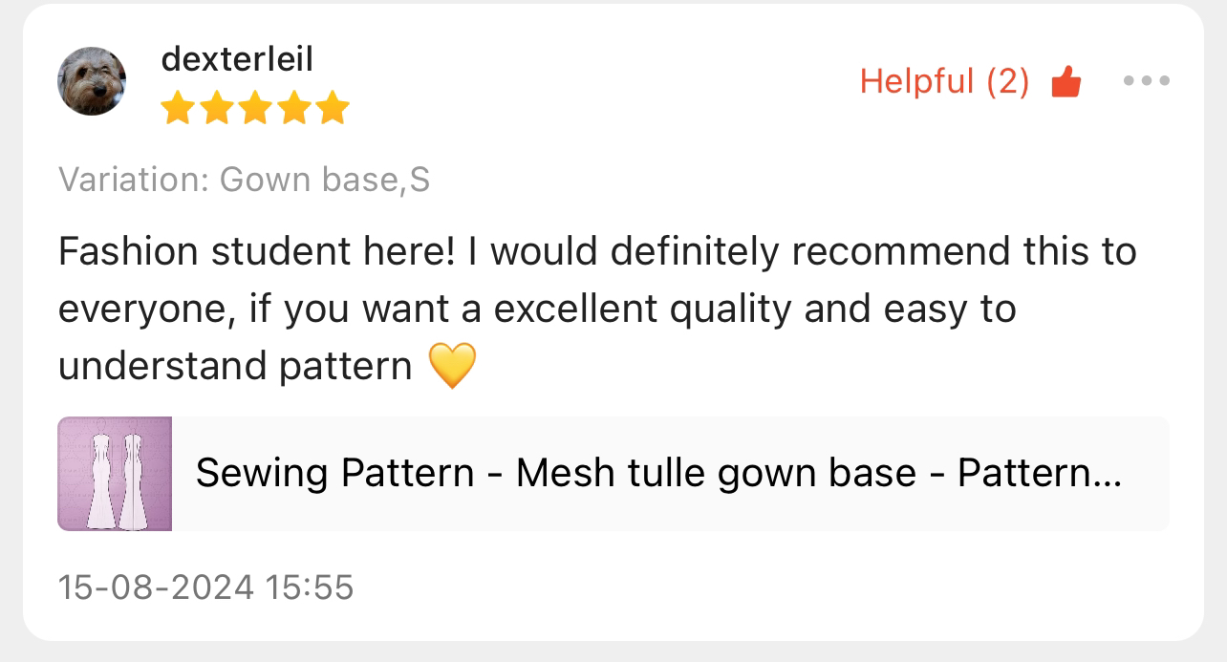 dexterleil
Helpful (2)
Variation: Gown base,S
Fashion student here! I would definitely recommend this to
everyone, if you want a excellent quality and easy to
understand pattern 💛
Sewing Pattern - Mesh tulle gown base - Pattern...
15-08-2024 15:55